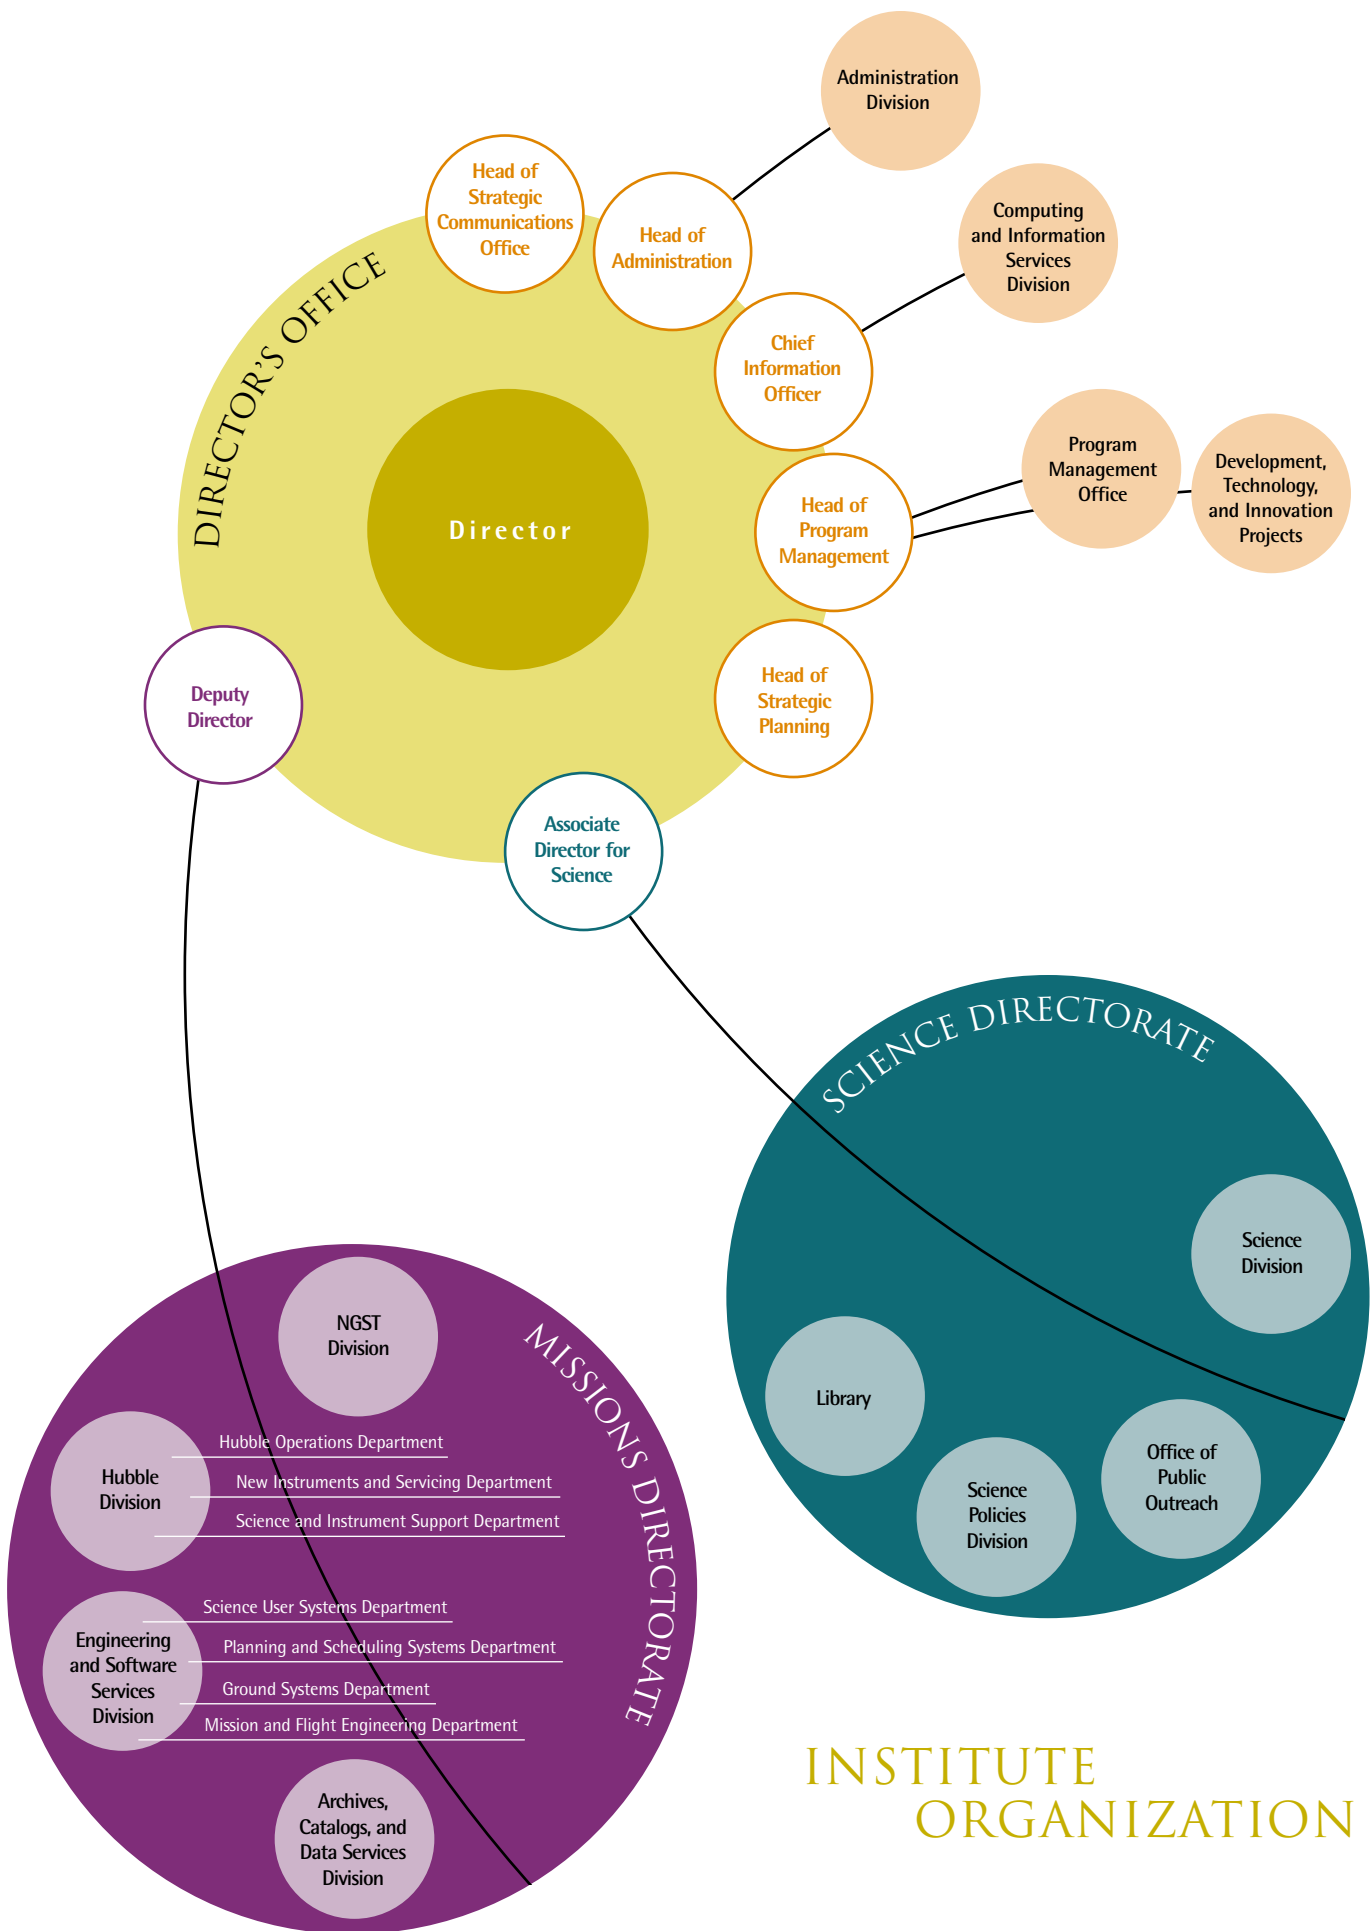 Administration
Division
Head of
Strategic
Communications
Office
Head of
Administration
Computing
and Information
Services
Division
DIRECTOR'S OFFICE
Chief
Information
Officer
Program
Management
Office
Development,
Technology,
and Innovation
Projects
Director
Head of
Program
Management
Head of
Strategic
Planning
Deputy
Director
Associate
Director for
Science
SCIENCE DIRECTORATE
Science
Division
Library
Science
Policies
Division
Office of
Public
Outreach
MISSIONS DIRECTORATE
NGST
Division
Hubble
Division
Hubble Operations Department
New Instruments and Servicing Department
Science and Instrument Support Department
Engineering
and Software
Services
Division
Science User Systems Department
Planning and Scheduling Systems Department
Ground Systems Department
Mission and Flight Engineering Department
Archives,
Catalogs, and
Data Services
Division
INSTITUTE
ORGANIZATION